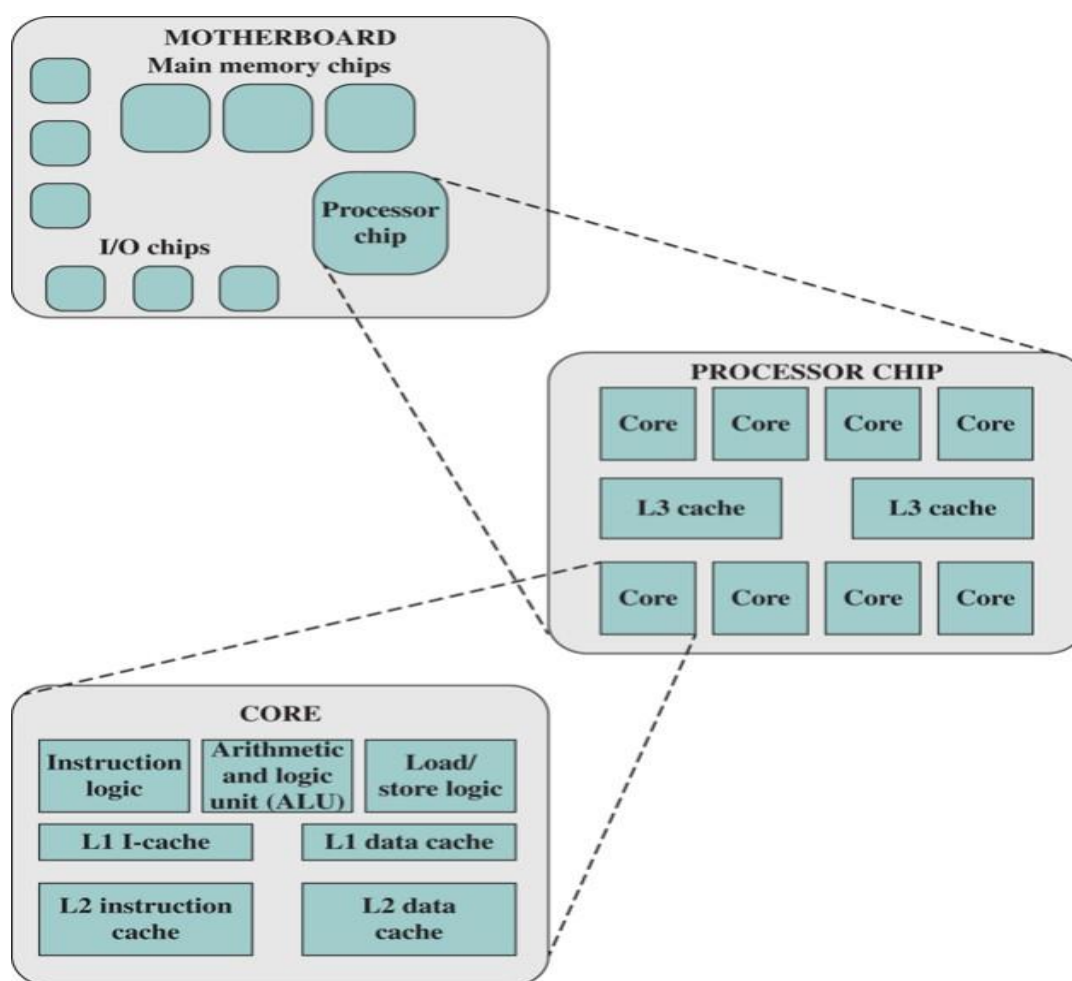 MOTHERBOARD
Main memory chips
Processor
chip
I/O chips
PROCESSOR CHIP
Core
Core
Core
Core
L3 cache
L3 cache
Core
Core
Core
Core
CORE
Instruction
logic
Arithmetic
and logic
unit (ALU)
Load/
store logic
L1 I-cache
L1 data cache
L2 instruction
cache
L2 data
cache